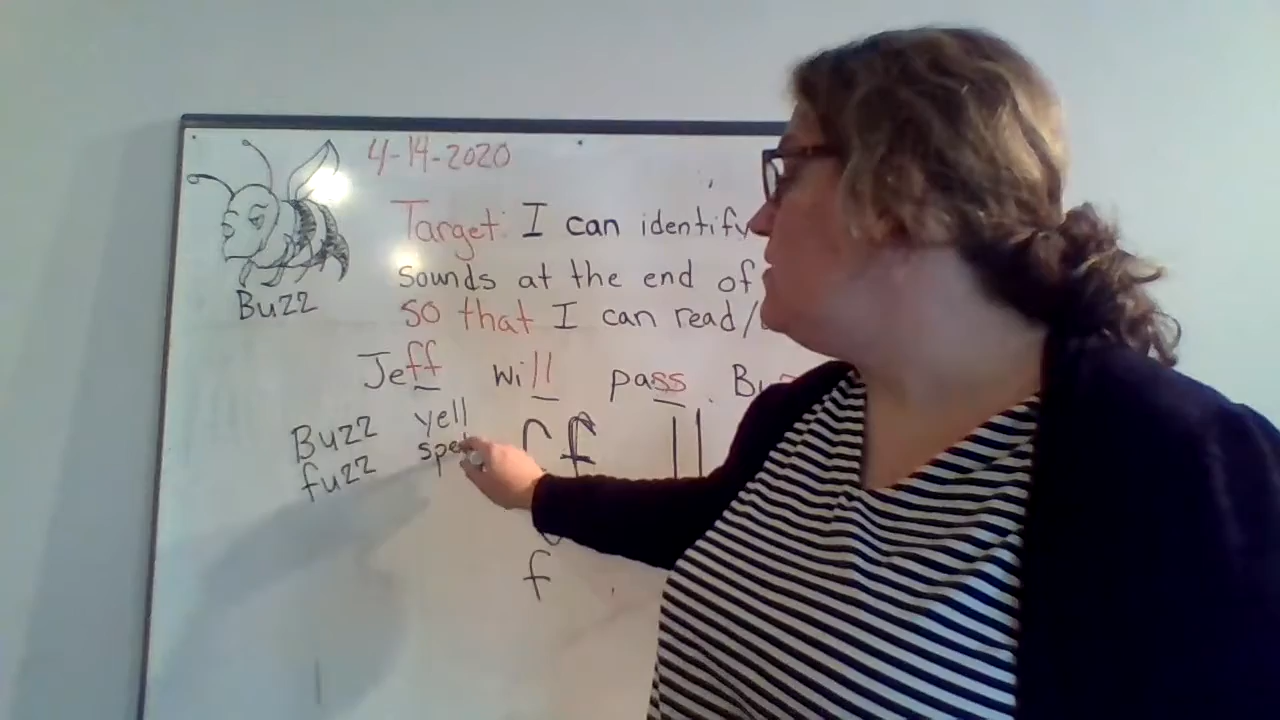 4-14-2020
Target: I can identify
sounds at the end of
so that I can read/
Buzz
Jeff will pass.
Buzz yell
fuzz
ff ll
f